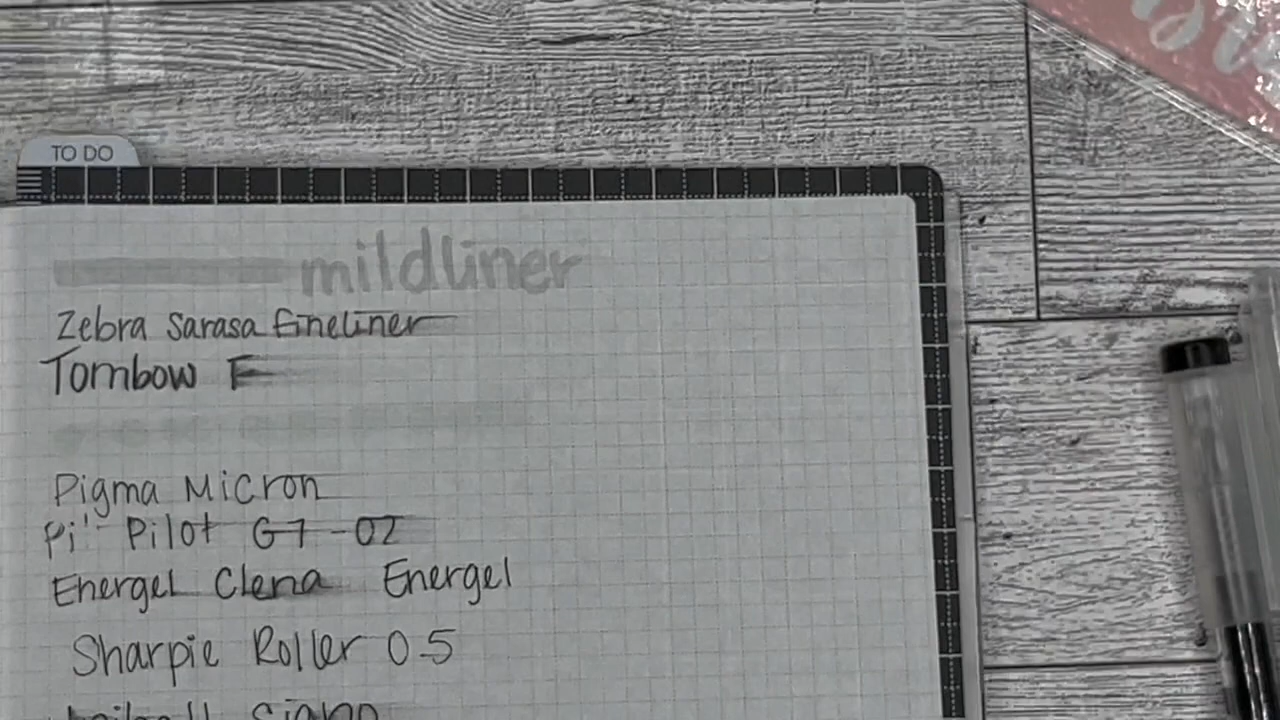 TO DO
mildliner
Zebra Sarasa fineliner
Tombow F
Pigma Micron
Pil Pilot G7 -02
Energel Clena Energel
Sharpie Roller 0.5